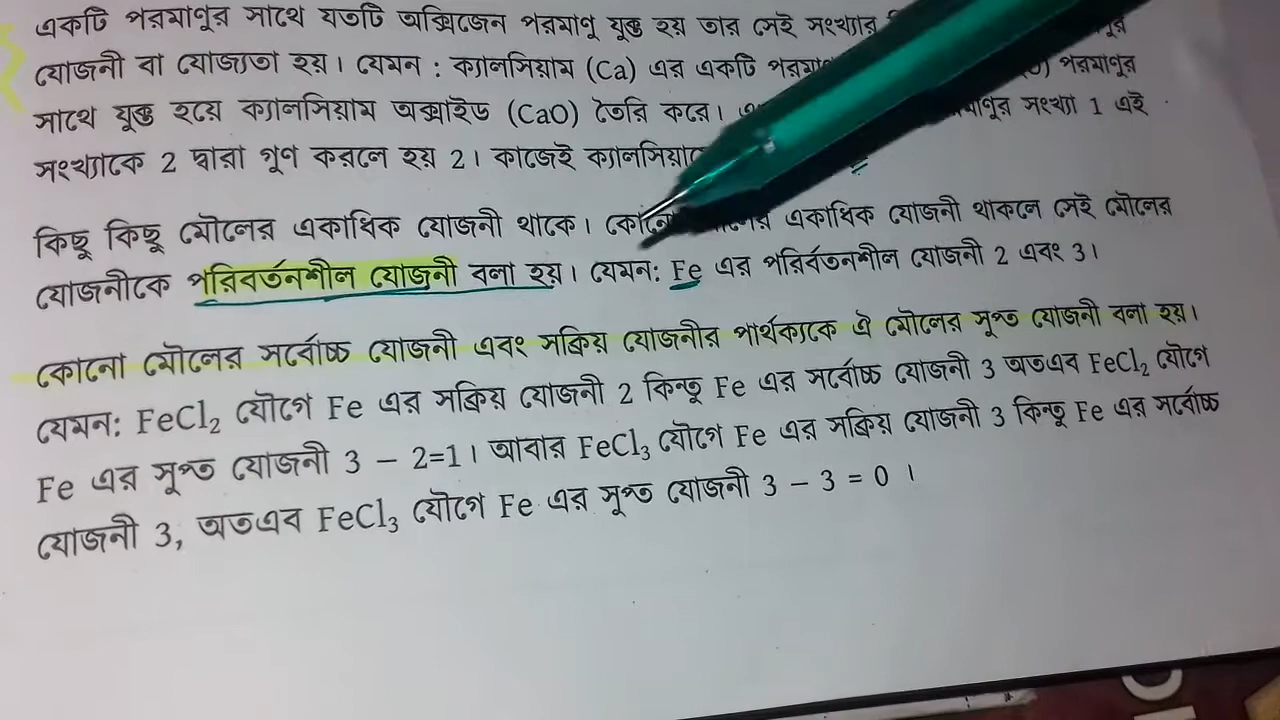 একটি পরমাণুর সাথে যতটি অক্সিজেন পরমাণু যুক্ত হয় তার সেই সংখ্যার
যোজনী বা যোজ্যতা হয়। যেমন : ক্যালসিয়াম (Ca) এর একটি পরমাণুর
সাথে যুক্ত হয়ে ক্যালসিয়াম অক্সাইড (CaO) তৈরি করে। সংখ্যা 1 এই
সংখ্যাকে 2 দ্বারা গুণ করলে হয় 2। কাজেই
কিছু কিছু মৌলের একাধিক যোজনী থাকে। কোনো মৌলের একাধিক যোজনী থাকলে সেই মৌলের
যোজনীকে পরিবর্তনশীল যোজনী বলা হয়। যেমন: Fe এর পরির্বতনশীল যোজনী 2 এবং 3।
কোনো মৌলের সর্বোচ্চ যোজনী এবং সক্রিয় যোজনীর পার্থক্যকে ঐ মৌলের সুপ্ত যোজনী বলা হয়।
যেমন: FeCl₂ যৌগে Fe এর সক্রিয় যোজনী 2 কিন্তু Fe এর সর্বোচ্চ যোজনী 3 অতএব FeCl₂ যৌগে
Fe এর সুপ্ত যোজনী 3 – 2=1। আবার FeCl₃ যৌগে Fe এর সক্রিয় যোজনী 3 কিন্তু Fe এর সর্বোচ্চ
যোজনী 3, অতএব FeCl₃ যৌগে Fe এর সুপ্ত যোজনী 3 – 3 = 0 ।